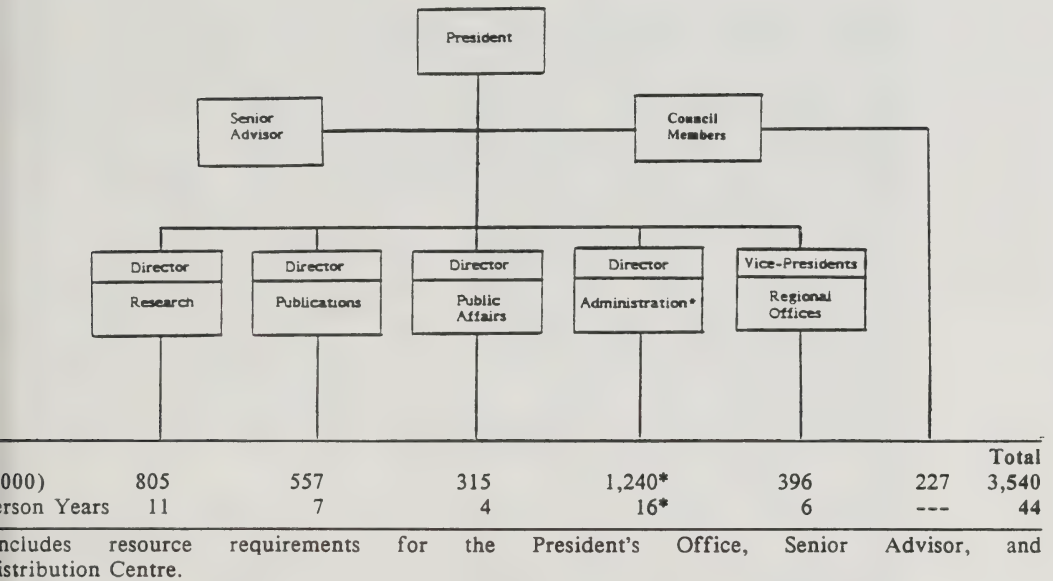 President
Senior
Advisor
Council
Members
Director
Research
Director
Publications
Director
Public
Affairs
Director
Administration*
Vice-Presidents
Regional
Offices
Total
000) 805 557 315 1,240* 396 227 3,540
erson Years 11 7 4 16* 6 --- 44
ncludes resource requirements for the President's Office, Senior Advisor, and
istribution Centre.